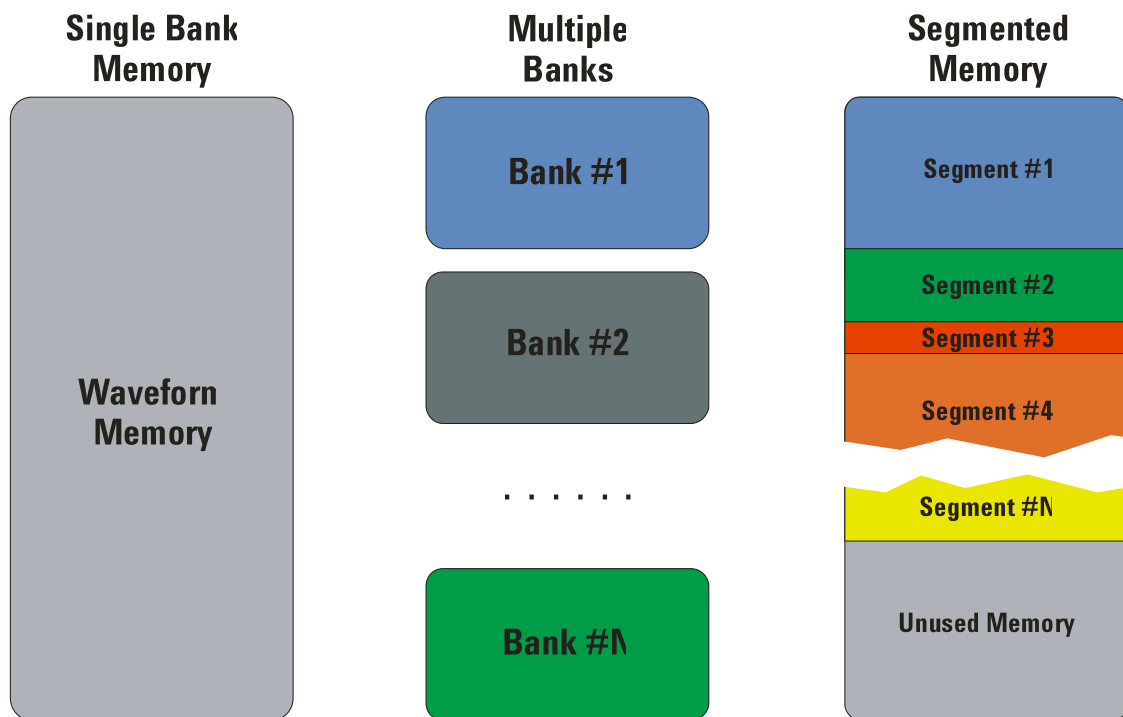 Single Bank
Memory
Multiple
Banks
Segmented
Memory
Waveforn
Memory
Bank #1
Bank #2
. . . . . .
Bank #N
Segment #1
Segment #2
Segment #3
Segment #4
Segment #N
Unused Memory